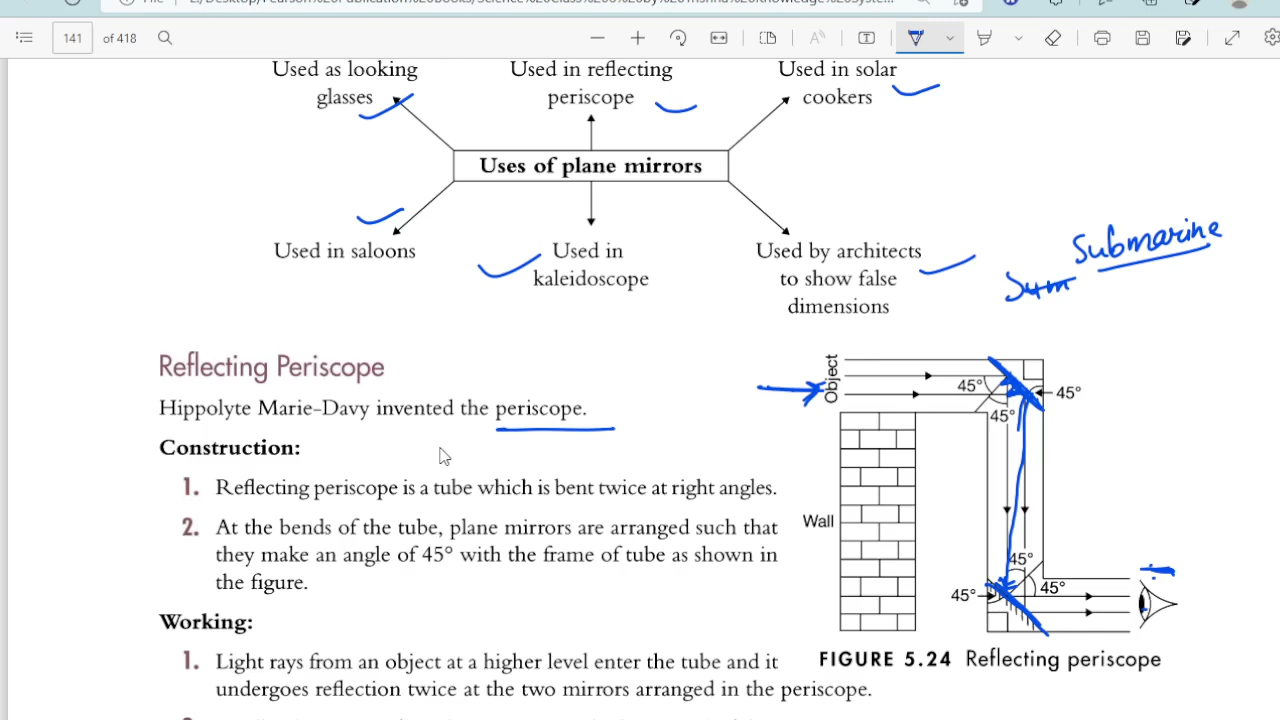 141 of 418
Used as looking glasses
Used in reflecting periscope
Used in solar cookers
Uses of plane mirrors
Used in saloons
Used in kaleidoscope
Used by architects to show false dimensions
Submarine
Reflecting Periscope
Hippolyte Marie-Davy invented the periscope.
Construction:
1. Reflecting periscope is a tube which is bent twice at right angles.
2. At the bends of the tube, plane mirrors are arranged such that
they make an angle of 45° with the frame of tube as shown in
the figure.
Working:
1. Light rays from an object at a higher level enter the tube and it
undergoes reflection twice at the two mirrors arranged in the periscope.
Object
45°
45°
45°
Wall
45°
45°
45°
FIGURE 5.24 Reflecting periscope